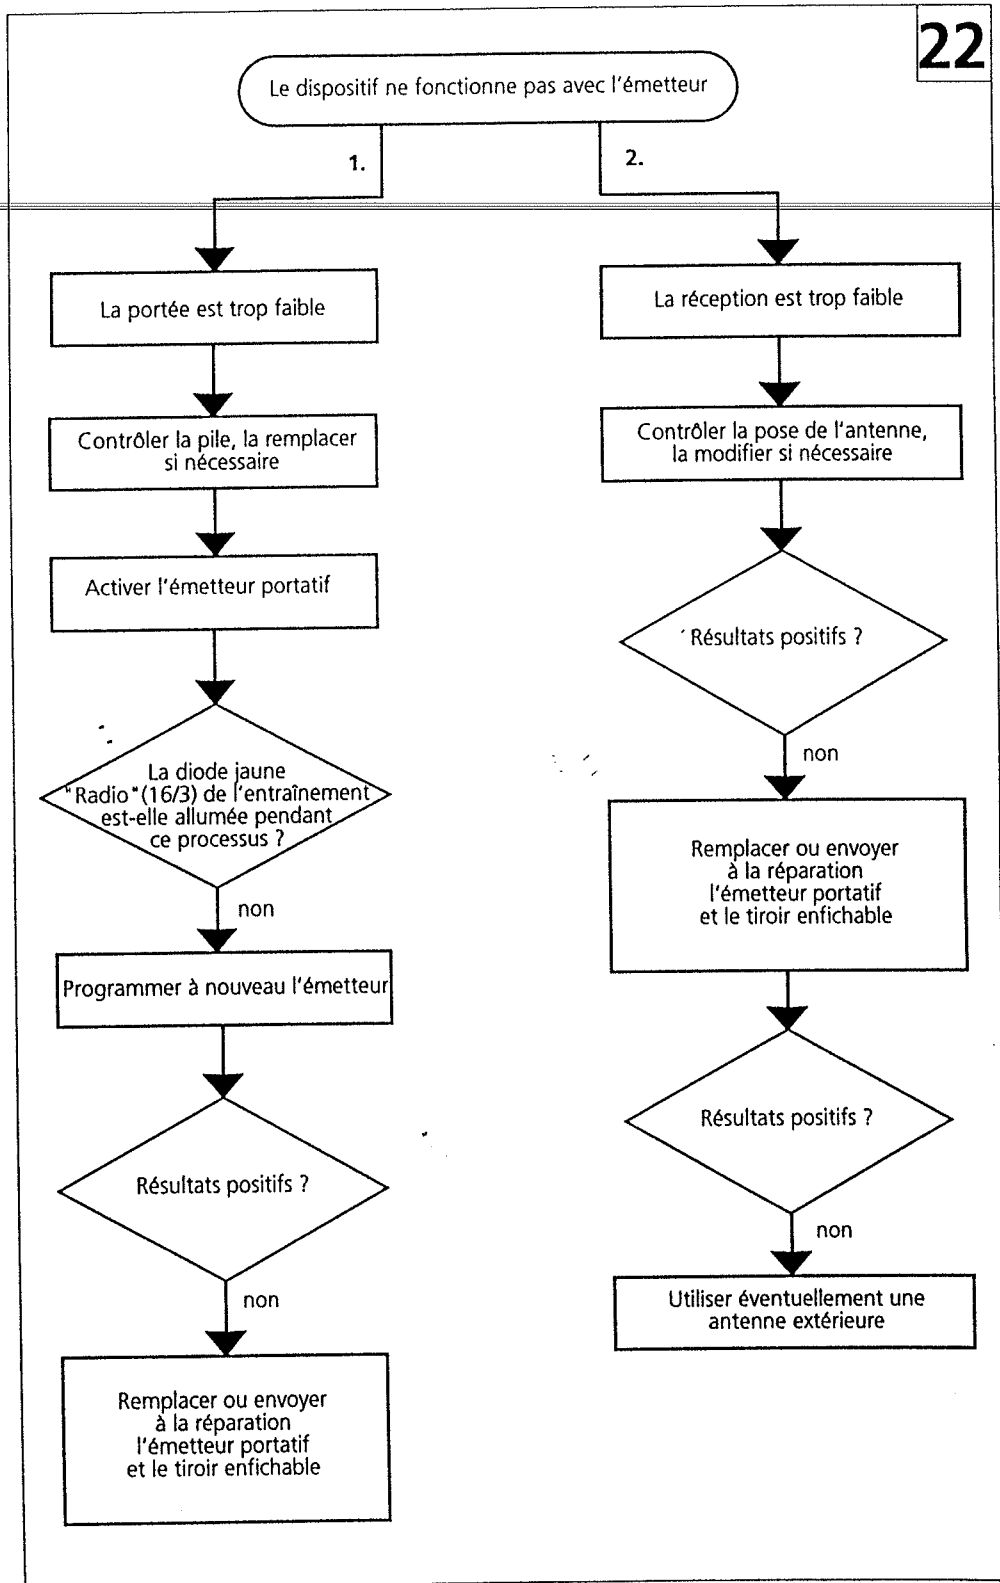 22
Le dispositif ne fonctionne pas avec l'émetteur
1.
2.
La portée est trop faible
Contrôler la pile, la remplacer
si nécessaire
Activer l'émetteur portatif
La diode jaune
"Radio"(16/3) de l'entraînement
est-elle allumée pendant
ce processus ?
non
Programmer à nouveau l'émetteur
Résultats positifs ?
non
Remplacer ou envoyer
à la réparation
l'émetteur portatif
et le tiroir enfichable
La réception est trop faible
Contrôler la pose de l'antenne,
la modifier si nécessaire
Résultats positifs ?
non
Remplacer ou envoyer
à la réparation
l'émetteur portatif
et le tiroir enfichable
Résultats positifs ?
non
Utiliser éventuellement une
antenne extérieure